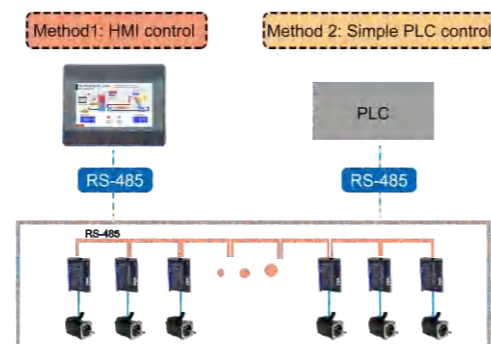 Method1: HMI control
Method 2: Simple PLC control
PLC
RS-485
RS-485
RS-485